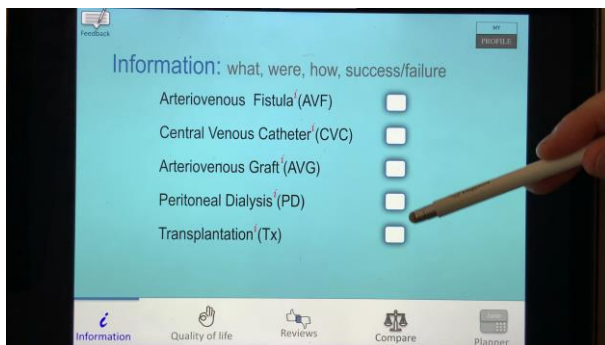 Feedback
MY
PROFILE
Information: what, were, how, success/failure
Arteriovenous Fistula i (AVF)
Central Venous Catheter i (CVC)
Arteriovenous Graft i (AVG)
Peritoneal Dialysis i (PD)
Transplantation i (Tx)
i
Information
Quality of life
Reviews
Compare
Planner